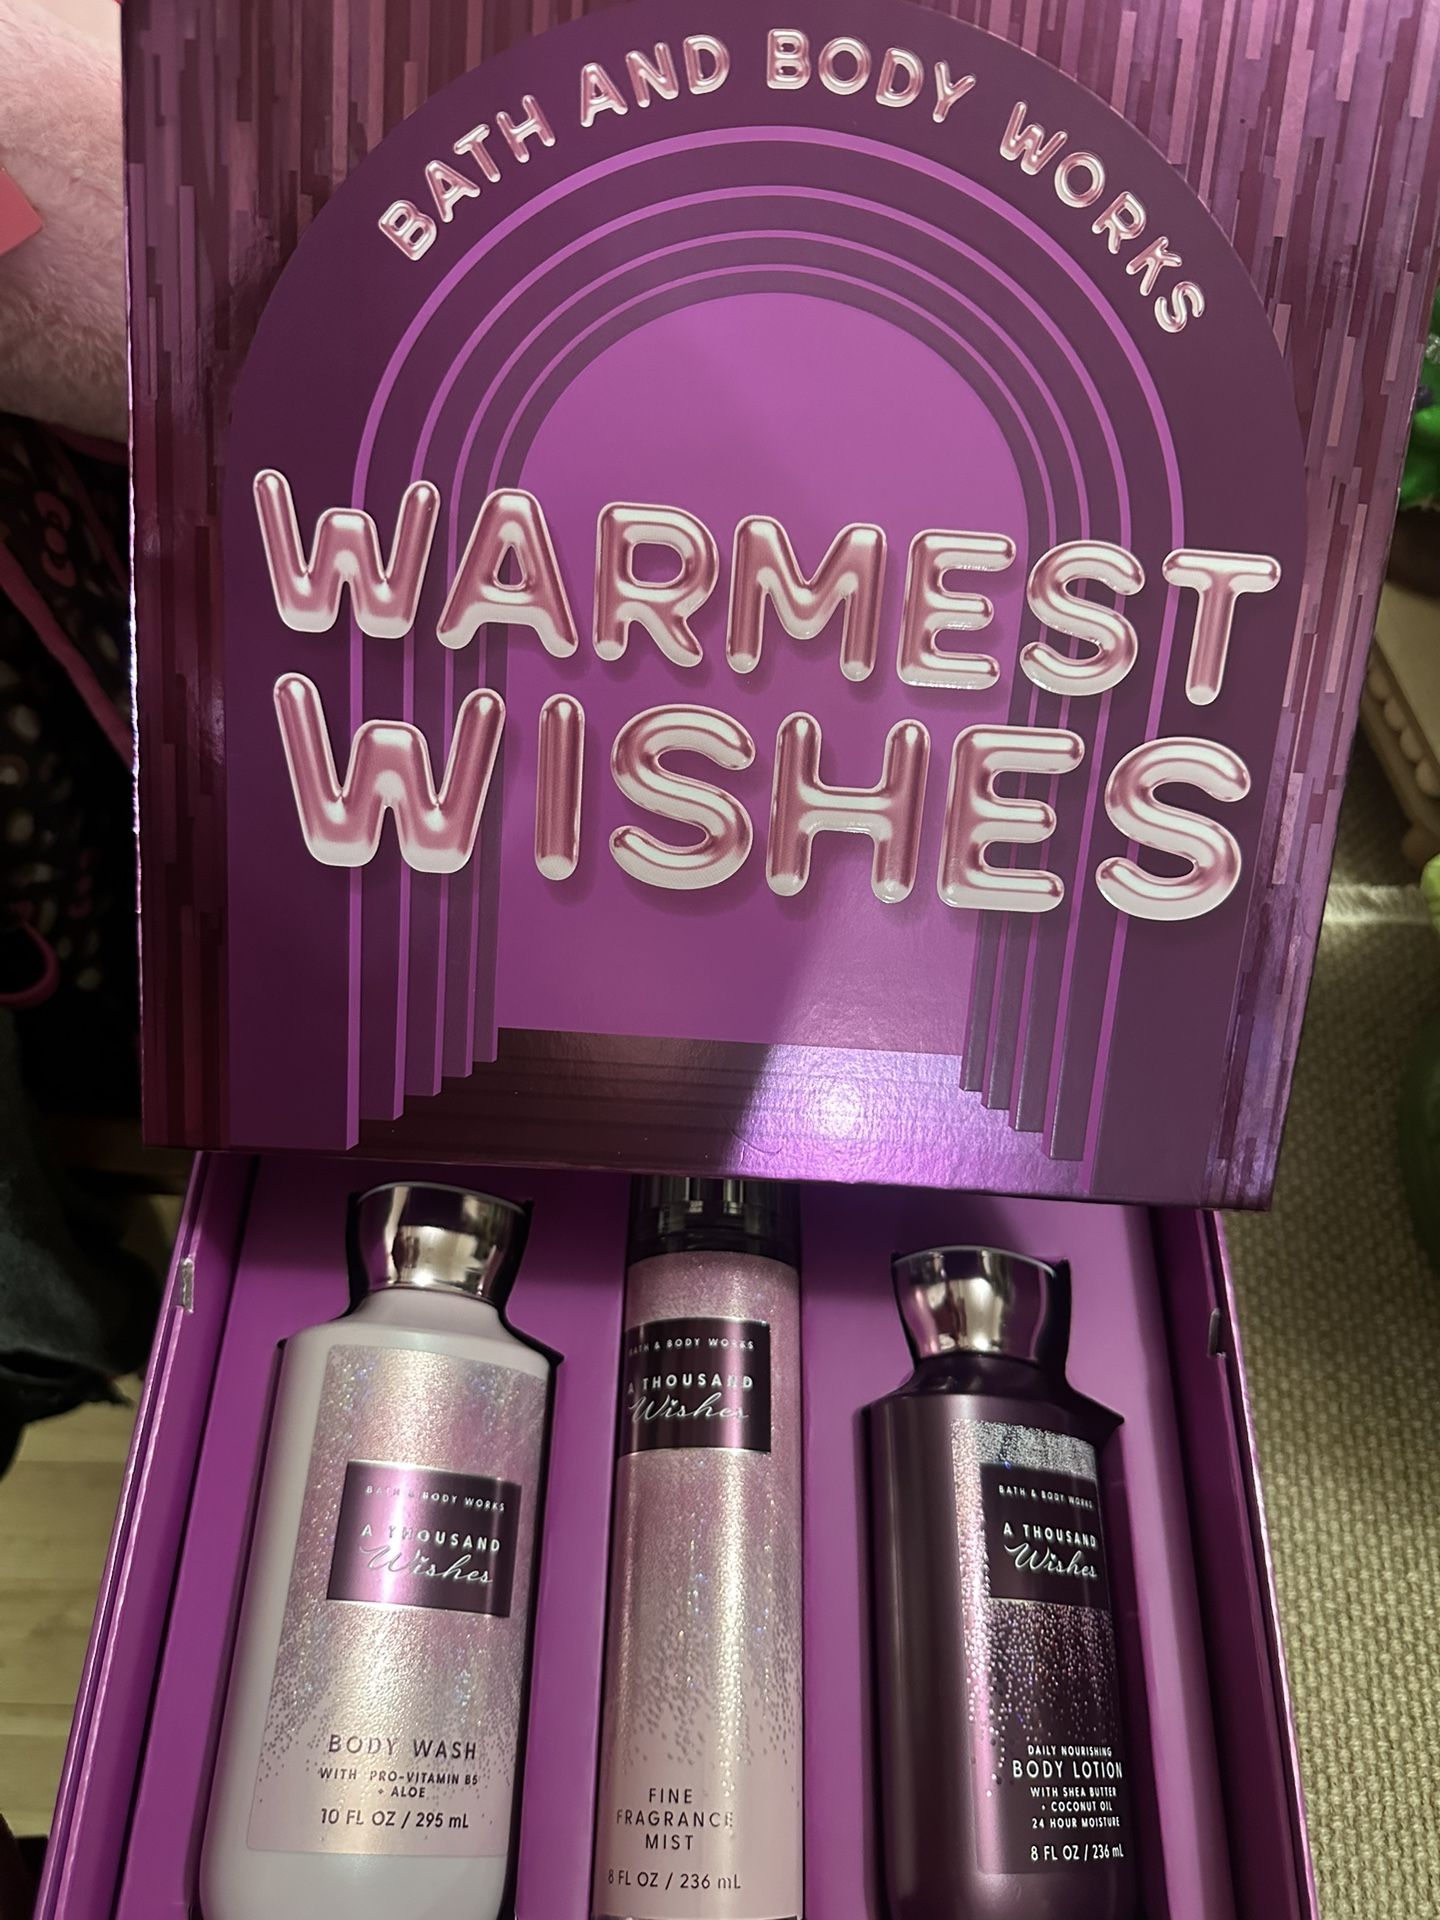 BATH AND BODY WORKS
WARMEST
WISHES
BATH & BODY WORKS
A THOUSAND
Wishes
BODY WASH
WITH PRO-VITAMIN B5
+ ALOE
10 FL OZ / 295 mL
BATH & BODY WORKS
A THOUSAND
Wishes
FINE
FRAGRANCE
MIST
8 FL OZ / 236 mL
BATH & BODY WORKS
A THOUSAND
Wishes
DAILY NOURISHING
BODY LOTION
WITH SHEA BUTTER
+ COCONUT OIL
24 HOUR MOISTURE
8 FL OZ / 236 mL